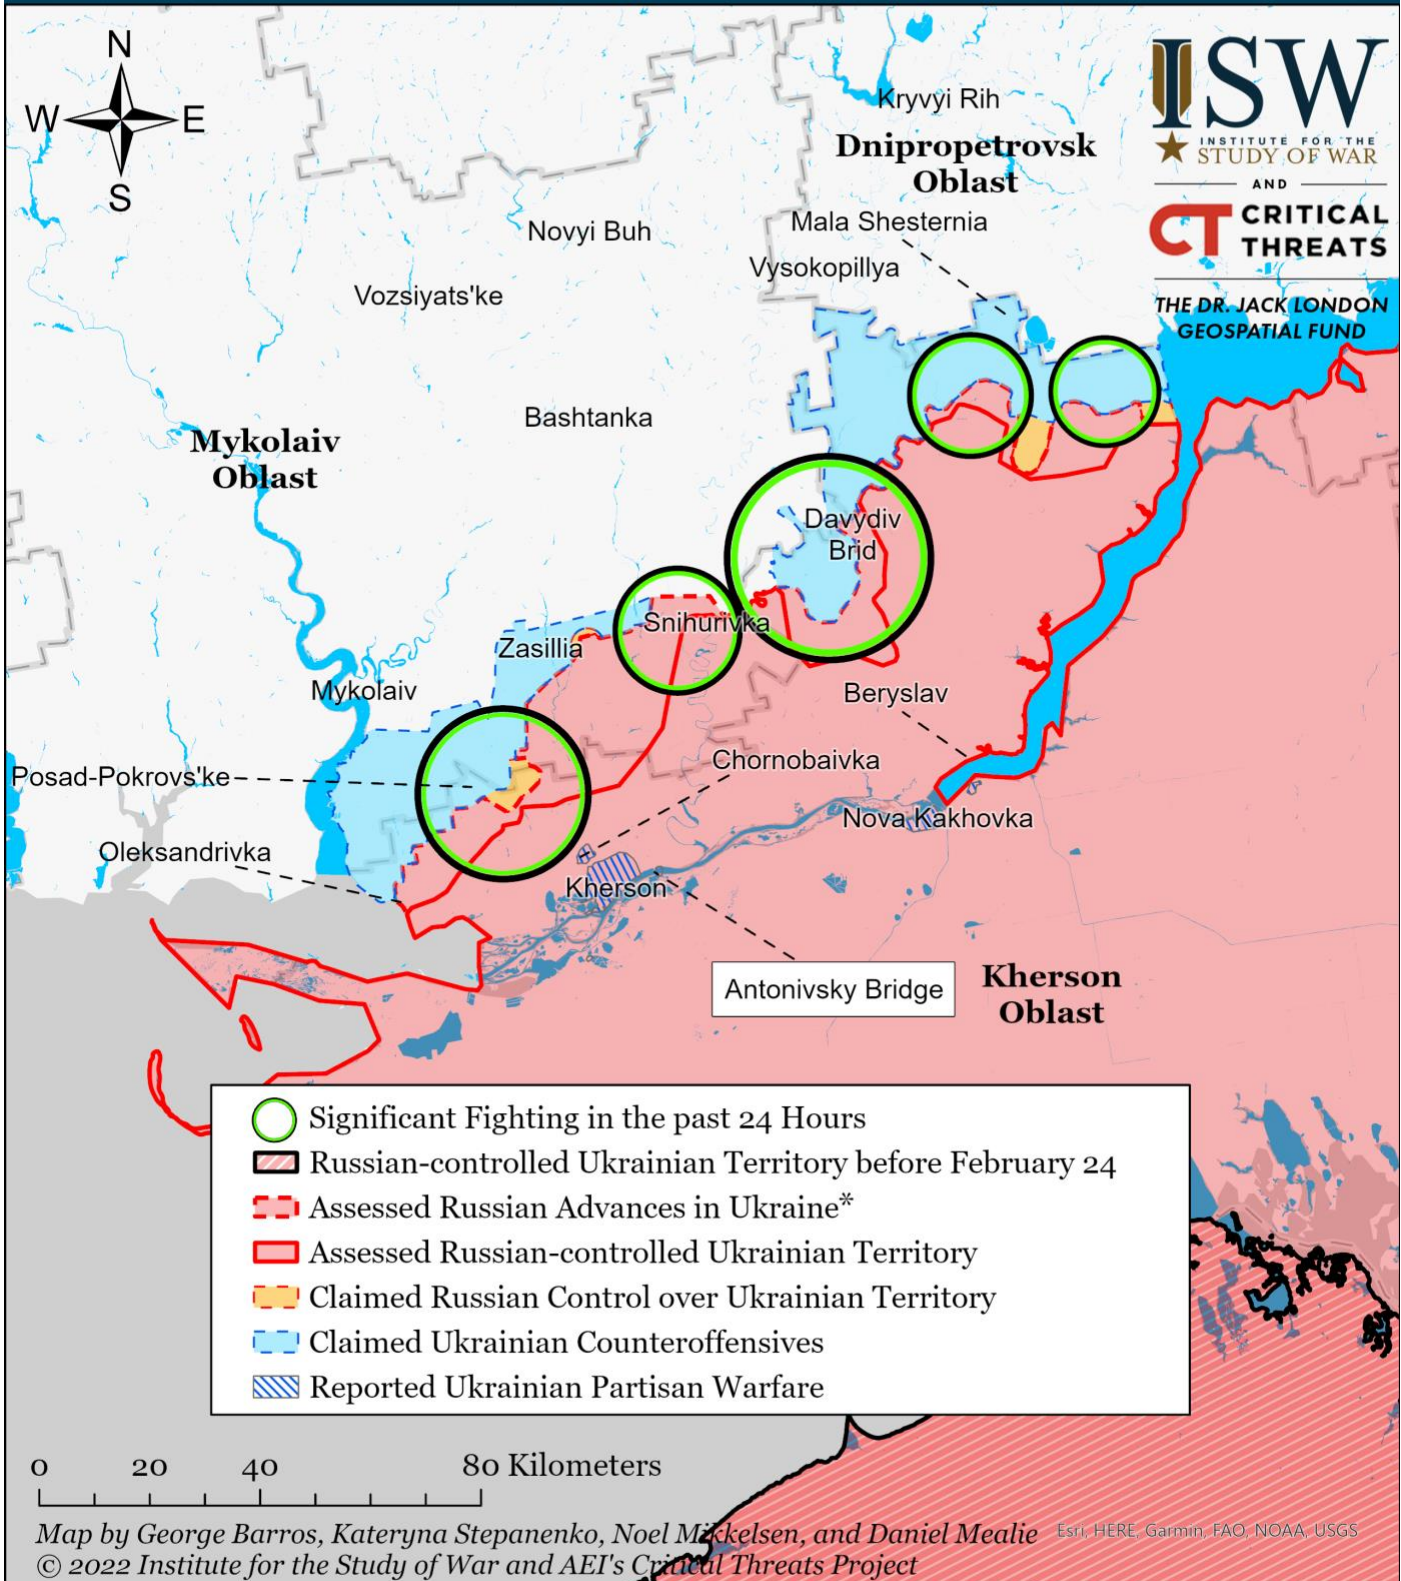 N
W
E
S
ISW
INSTITUTE FOR THE
STUDY OF WAR
AND
CT CRITICAL
THREATS
THE DR. JACK LONDON
GEOSPATIAL FUND
Kryvyi Rih
Dnipropetrovsk
Oblast
Mala Shesternia
Novyi Buh
Vysokopillya
Vozsiyats'ke
Bashtanka
Mykolaiv
Oblast
Davydiv
Brid
Snihurivka
Zasillia
Mykolaiv
Beryslav
Chornobaivka
Posad-Pokrovs'ke
Nova Kakhovka
Oleksandrivka
Kherson
Antonivsky Bridge
Kherson
Oblast
Significant Fighting in the past 24 Hours
Russian-controlled Ukrainian Territory before February 24
Assessed Russian Advances in Ukraine*
Assessed Russian-controlled Ukrainian Territory
Claimed Russian Control over Ukrainian Territory
Claimed Ukrainian Counteroffensives
Reported Ukrainian Partisan Warfare
0 20 40 80 Kilometers
Map by George Barros, Kateryna Stepanenko, Noel Mikkelsen, and Daniel Mealie
Esri, HERE, Garmin, FAO, NOAA, USGS
© 2022 Institute for the Study of War and AEI's Critical Threats Project